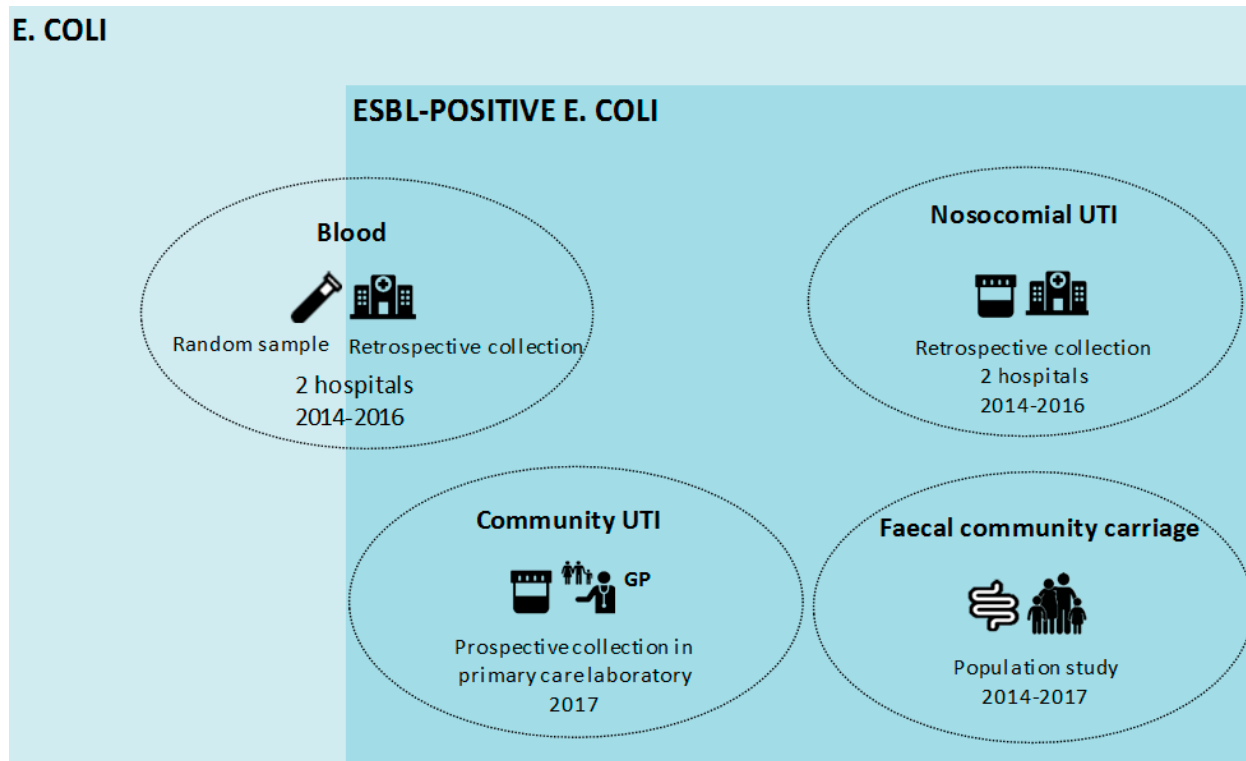 E. COLI
ESBL-POSITIVE E. COLI
Blood
Random sample
Retrospective collection
2 hospitals
2014-2016
Nosocomial UTI
Retrospective collection
2 hospitals
2014-2016
Community UTI
GP
Prospective collection in
primary care laboratory
2017
Faecal community carriage
Population study
2014-2017